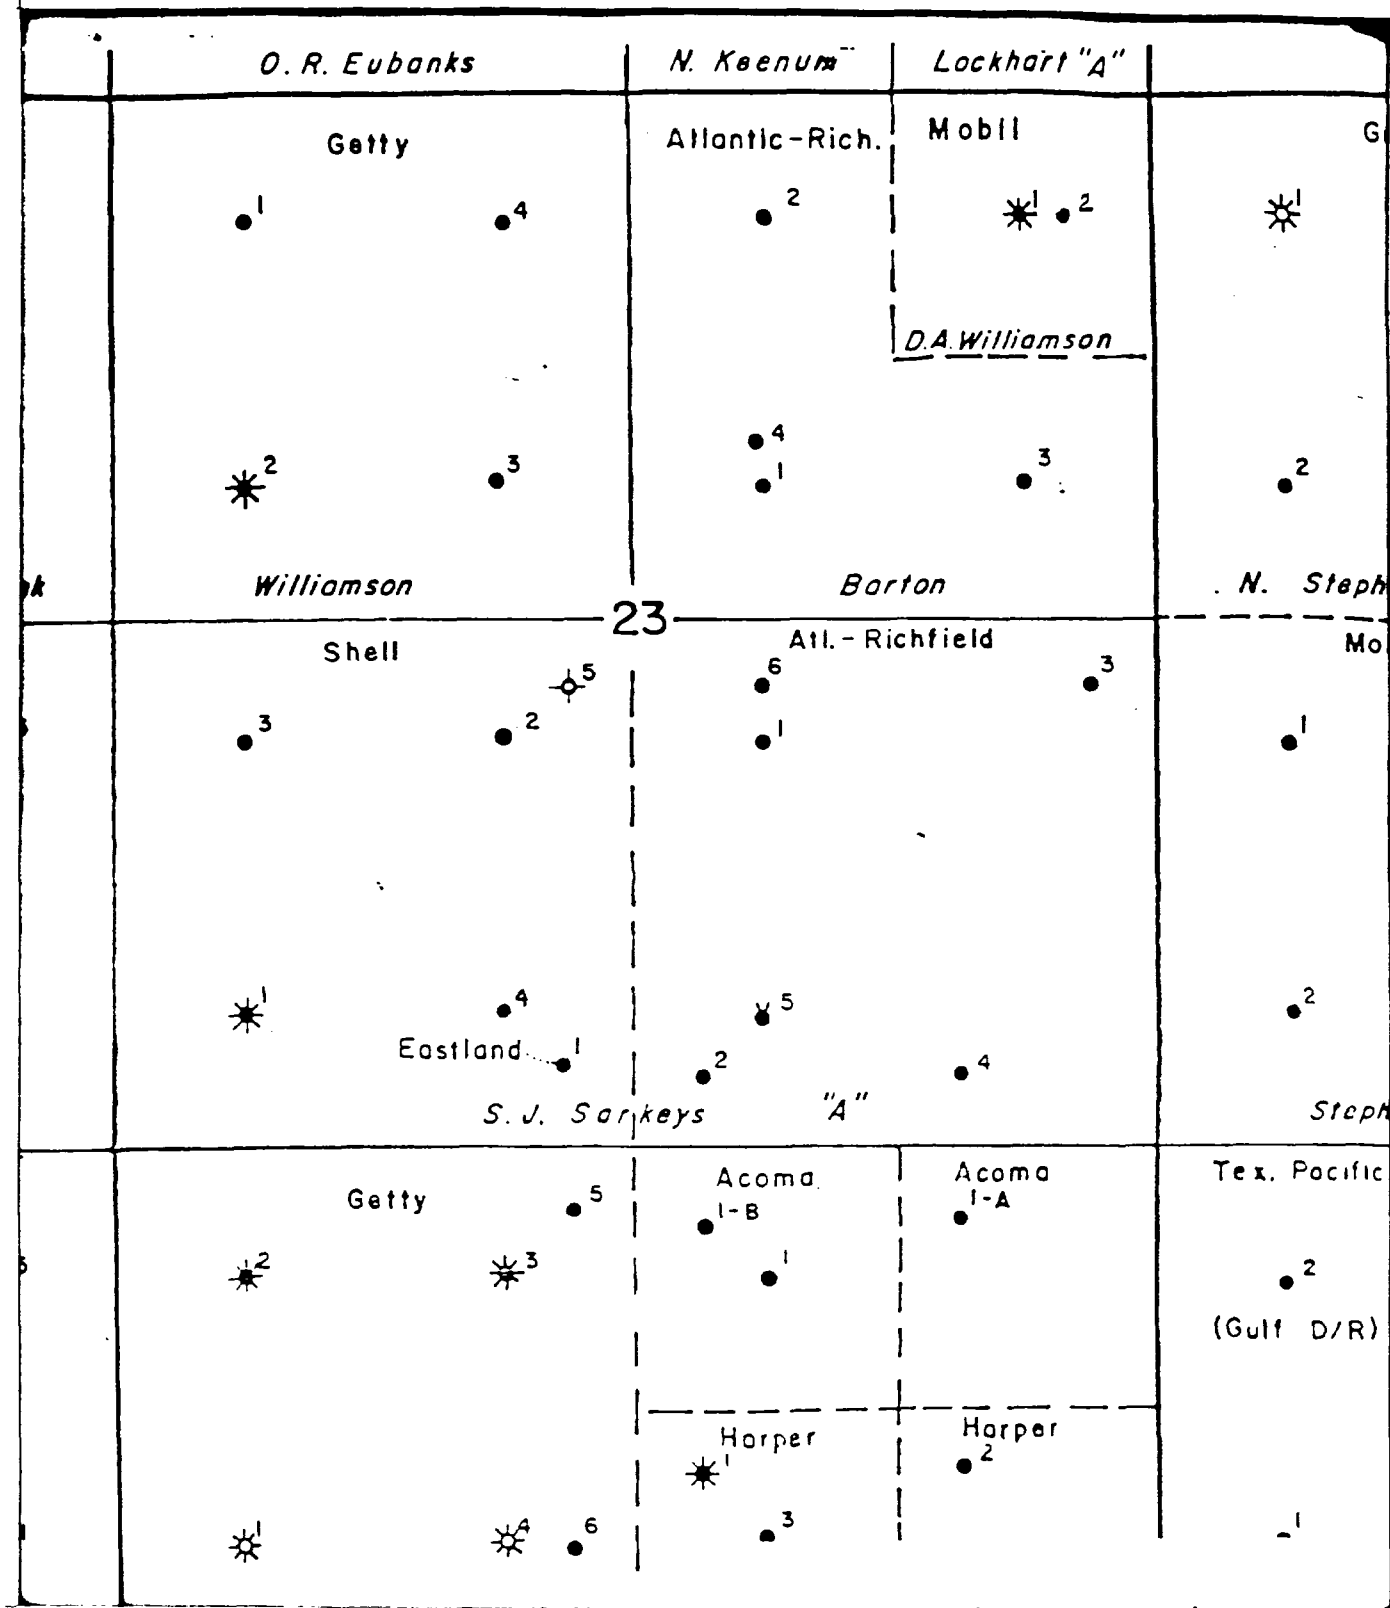 O. R. Eubanks N. Keenum Lockhart "A"
Getty Atlantic-Rich. Mobil G
1 4 2 1 2 1
D.A. Williamson
4
2 3 1 3 2
Williamson Barton N. Steph
23
Shell Atl.-Richfield Mo
5 6 3
3 2 1 1
1 4 5 2
Eastland 1 2 4
S. J. Sarkeys "A" Steph
Getty Acoma Acoma Tex. Pacific
5 1-B 1-A
2 3 1 2
(Gulf D/R)
Harper Harper
1 2
1 4 6 3 1